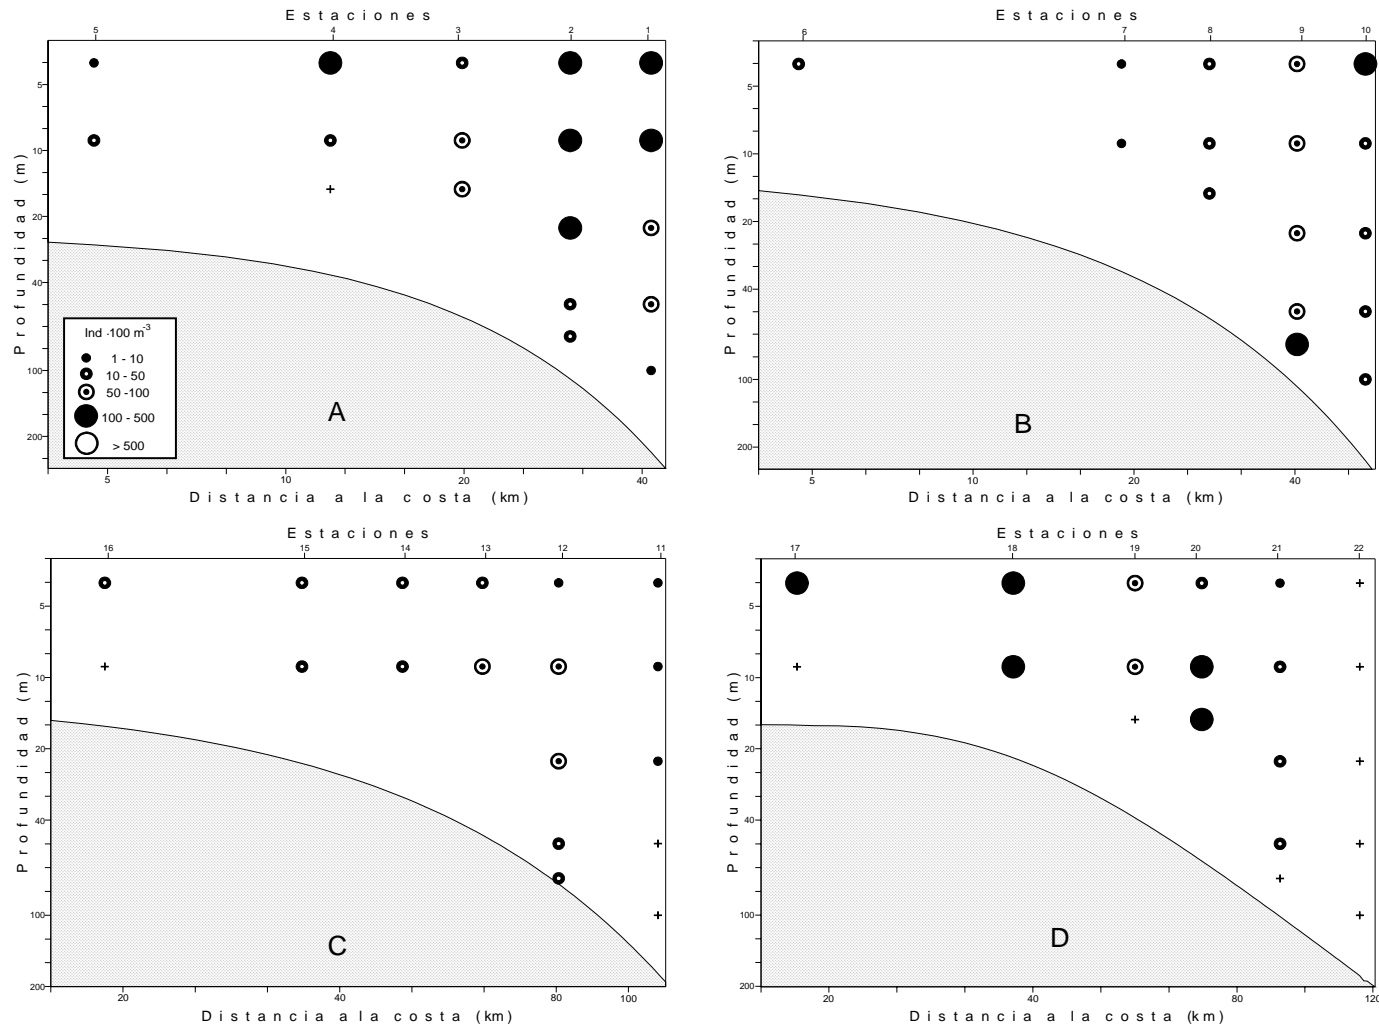 Estaciones
5 4 3 2 1
Profundidad (m)
5
10
20
40
100
200
Ind ·100 m-3
1 - 10
10 - 50
50 -100
100 - 500
> 500
A
5 10 20 40
Distancia a la costa (km)
Estaciones
6 7 8 9 10
Profundidad (m)
5
10
20
40
100
200
B
5 10 20 40
Distancia a la costa (km)
Estaciones
16 15 14 13 12 11
Profundidad (m)
5
10
20
40
100
200
C
20 40 80 100
Distancia a la costa (km)
Estaciones
17 18 19 20 21 22
Profundidad (m)
5
10
20
40
100
200
D
20 40 80 120
Distancia a la costa (km)